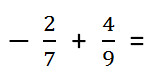 − 2/7 + 4/9 =